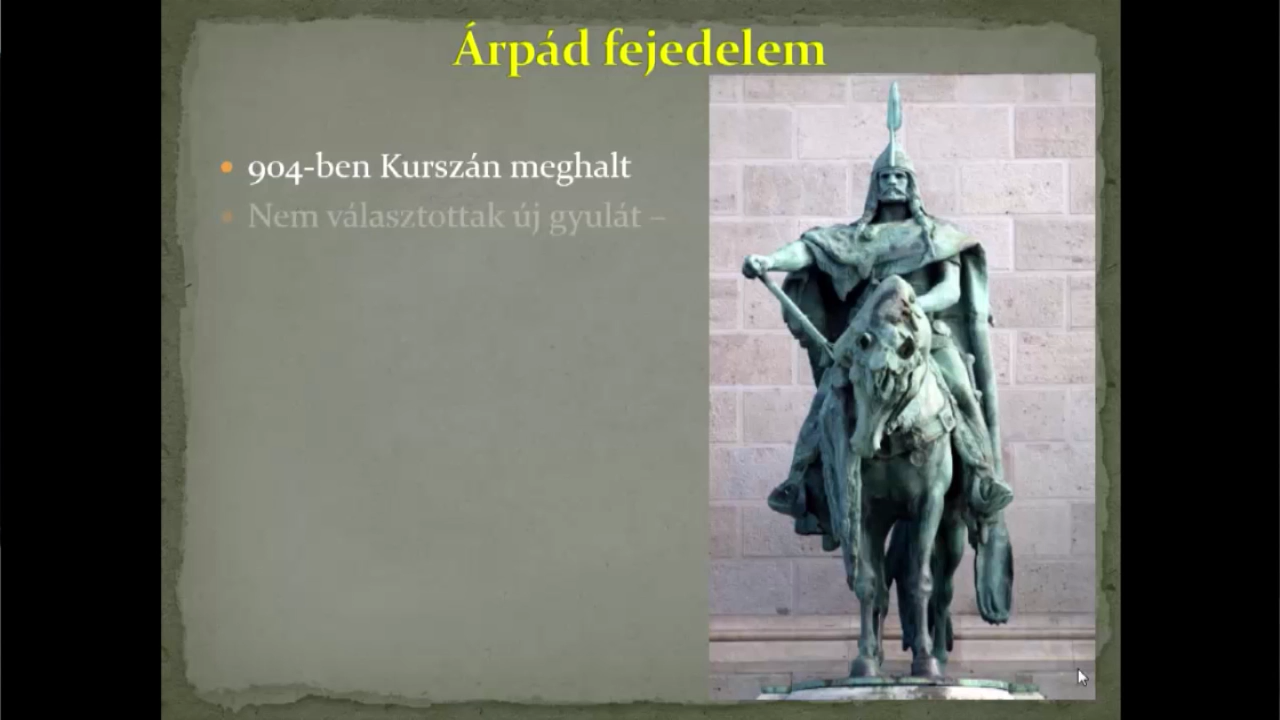 Árpád fejedelem
904-ben Kurszán meghalt
Nem választottak új gyulát –